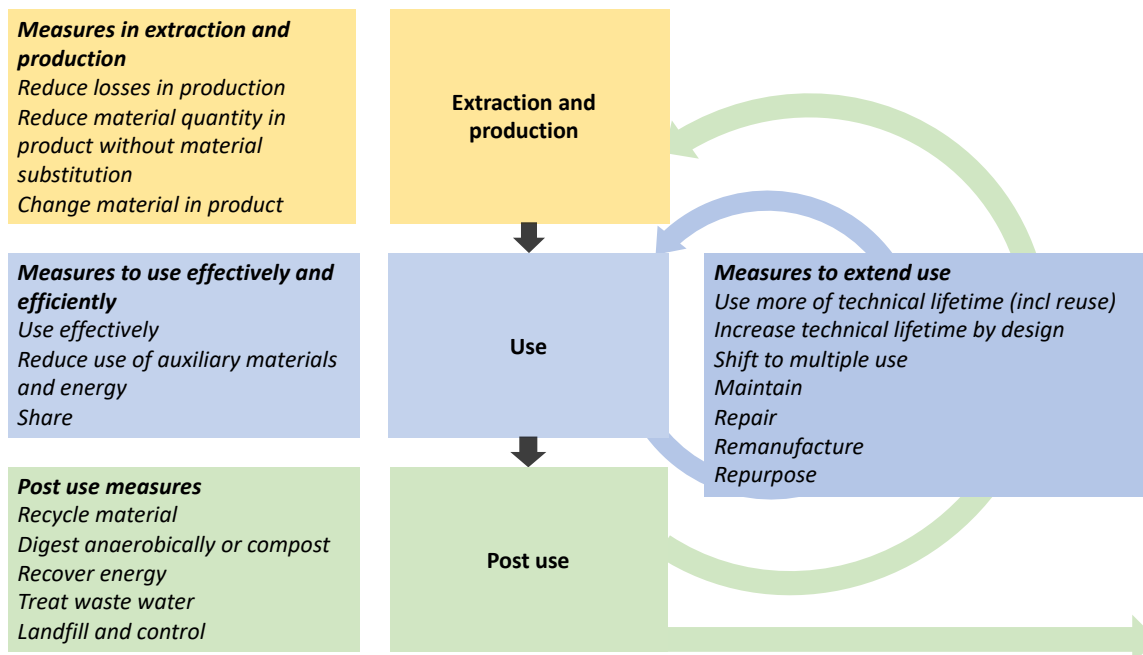 Measures in extraction and
production
Reduce losses in production
Reduce material quantity in
product without material
substitution
Change material in product
Extraction and
production
Measures to use effectively and
efficiently
Use effectively
Reduce use of auxiliary materials
and energy
Share
Use
Measures to extend use
Use more of technical lifetime (incl reuse)
Increase technical lifetime by design
Shift to multiple use
Maintain
Repair
Remanufacture
Repurpose
Post use measures
Recycle material
Digest anaerobically or compost
Recover energy
Treat waste water
Landfill and control
Post use